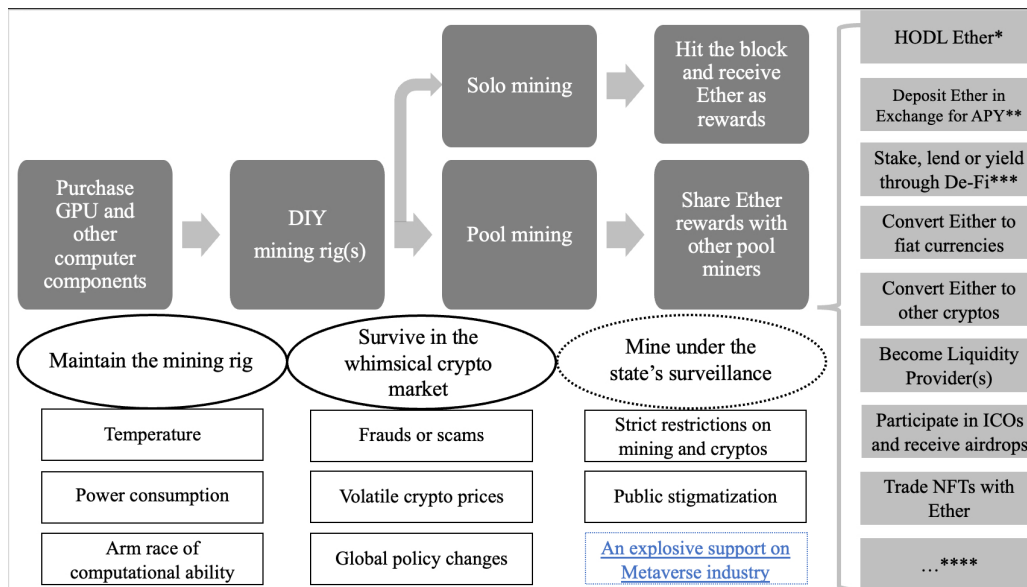 Purchase
GPU and
other
computer
components
DIY
mining rig(s)
Solo mining
Pool mining
Hit the block
and receive
Ether as
rewards
Share Ether
rewards with
other pool
miners
Maintain the mining rig
Temperature
Power consumption
Arm race of
computational ability
Survive in the
whimsical crypto
market
Frauds or scams
Volatile crypto prices
Global policy changes
Mine under the
state’s surveillance
Strict restrictions on
mining and cryptos
Public stigmatization
An explosive support on
Metaverse industry
HODL Ether*
Deposit Ether in
Exchange for APY**
Stake, lend or yield
through De-Fi***
Convert Either to
fiat currencies
Convert Either to
other cryptos
Become Liquidity
Provider(s)
Participate in ICOs
and receive airdrops
Trade NFTs with
Ether
…****